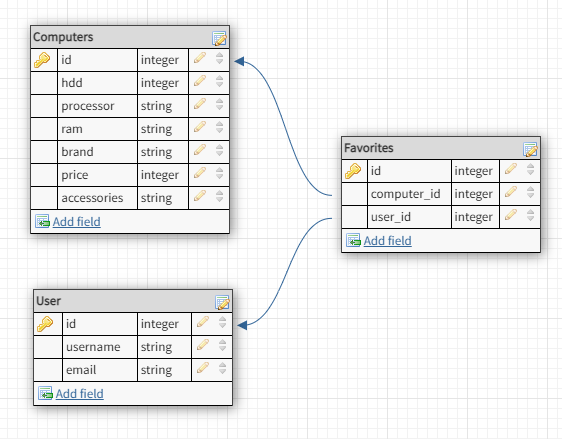 Computers
id integer
hdd integer
processor string
ram string
brand string
price integer
accessories string
Add field
Favorites
id integer
computer_id integer
user_id integer
Add field
User
id integer
username string
email string
Add field